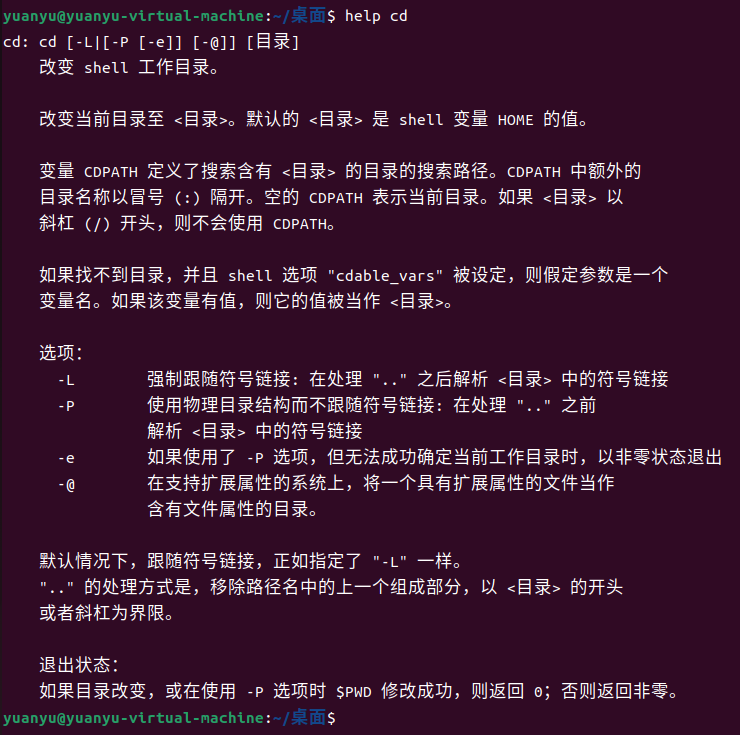 yuanyu@yuanyu-virtual-machine:~/桌面$ help cd
cd: cd [-L|[-P [-e]] [-@]] [目录]
改变 shell 工作目录。
改变当前目录至 <目录>。默认的 <目录> 是 shell 变量 HOME 的值。
变量 CDPATH 定义了搜索含有 <目录> 的目录的搜索路径。CDPATH 中额外的
目录名称以冒号 (:) 隔开。空的 CDPATH 表示当前目录。如果 <目录> 以
斜杠 (/) 开头，则不会使用 CDPATH。
如果找不到目录，并且 shell 选项 "cdable_vars" 被设定，则假定参数是一个
变量名。如果该变量有值，则它的值被当作 <目录>。
选项：
-L 强制跟随符号链接: 在处理 ".." 之后解析 <目录> 中的符号链接
-P 使用物理目录结构而不跟随符号链接: 在处理 ".." 之前
解析 <目录> 中的符号链接
-e 如果使用了 -P 选项，但无法成功确定当前工作目录时，以非零状态退出
-@ 在支持扩展属性的系统上，将一个具有扩展属性的文件当作
含有文件属性的目录。
默认情况下，跟随符号链接，正如指定了 "-L" 一样。
".." 的处理方式是，移除路径名中的上一个组成部分，以 <目录> 的开头
或者斜杠为界限。
退出状态：
如果目录改变，或在使用 -P 选项时 $PWD 修改成功，则返回 0；否则返回非零。
yuanyu@yuanyu-virtual-machine:~/桌面$